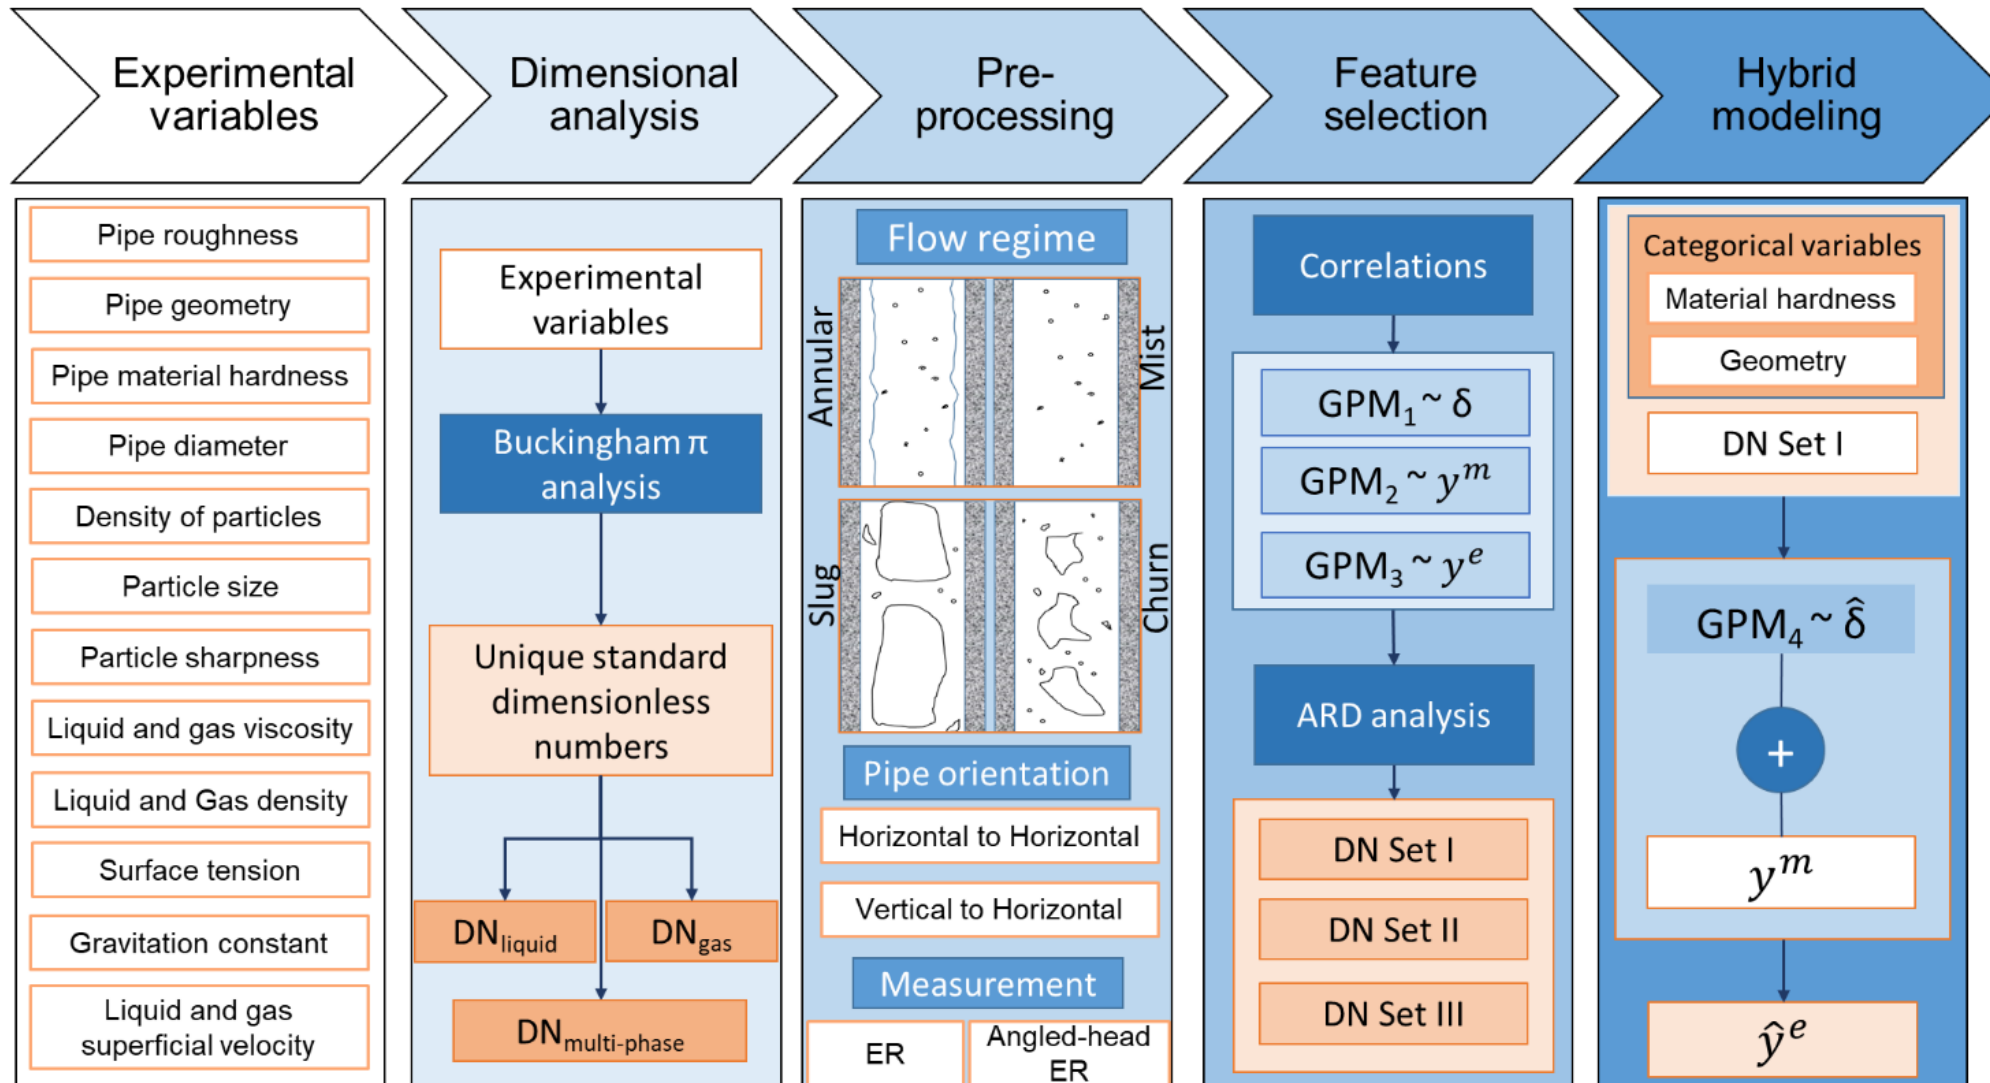 Experimental
variables
Dimensional
analysis
Pre-
processing
Feature
selection
Hybrid
modeling
Pipe roughness
Pipe geometry
Pipe material hardness
Pipe diameter
Density of particles
Particle size
Particle sharpness
Liquid and gas viscosity
Liquid and Gas density
Surface tension
Gravitation constant
Liquid and gas
superficial velocity
Experimental
variables
Buckingham π
analysis
Unique standard
dimensionless
numbers
DN_liquid
DN_gas
DN_multi-phase
Flow regime
Annular
Mist
Slug
Churn
Pipe orientation
Horizontal to Horizontal
Vertical to Horizontal
Measurement
ER
Angled-head
ER
Correlations
GPM₁ ~ δ
GPM₂ ~ yᵐ
GPM₃ ~ yᵉ
ARD analysis
DN Set I
DN Set II
DN Set III
Categorical variables
Material hardness
Geometry
DN Set I
GPM₄ ~ δ̂
+
yᵐ
ŷᵉ